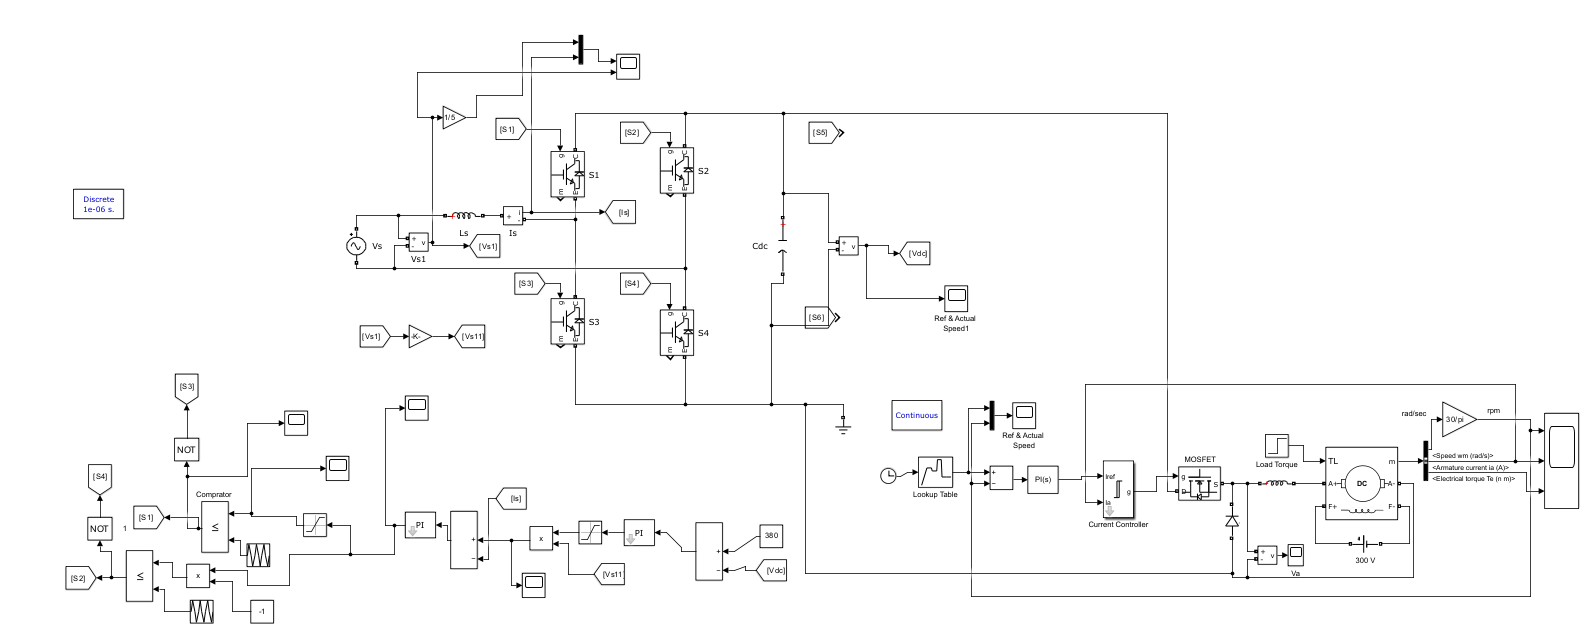 1/5
[S1]
[S2]
[S5]
g
C
m
E
S1
g
C
m
E
S2
Discrete
1e-06 s.
[Is]
+
i
-
Ls
Is
Vs
+
-
v
Vs1
[Vs1]
Cdc
+
-
v
[Vdc]
[S3]
[S4]
g
C
m
E
S3
g
C
m
E
S4
[S6]
Ref & Actual
Speed1
[Vs1]
-K-
[Vs11]
[S3]
NOT
[S4]
NOT
1
[S1]
[S2]
Comprator
≤
≤
x
-1
PI
+
−
[Is]
x
[Vs11]
PI
+
−
380
[Vdc]
Continuous
Ref & Actual
Speed
Lookup Table
+
−
PI(s)
Iref
Ia
g
Current Controller
MOSFET
g
D
S
Load Torque
TL
m
A+
DC
A-
F+
F-
300 V
+
-
v
Va
rad/sec
30/pi
rpm
<Speed wm (rad/s)>
<Armature current ia (A)>
<Electrical torque Te (n m)>